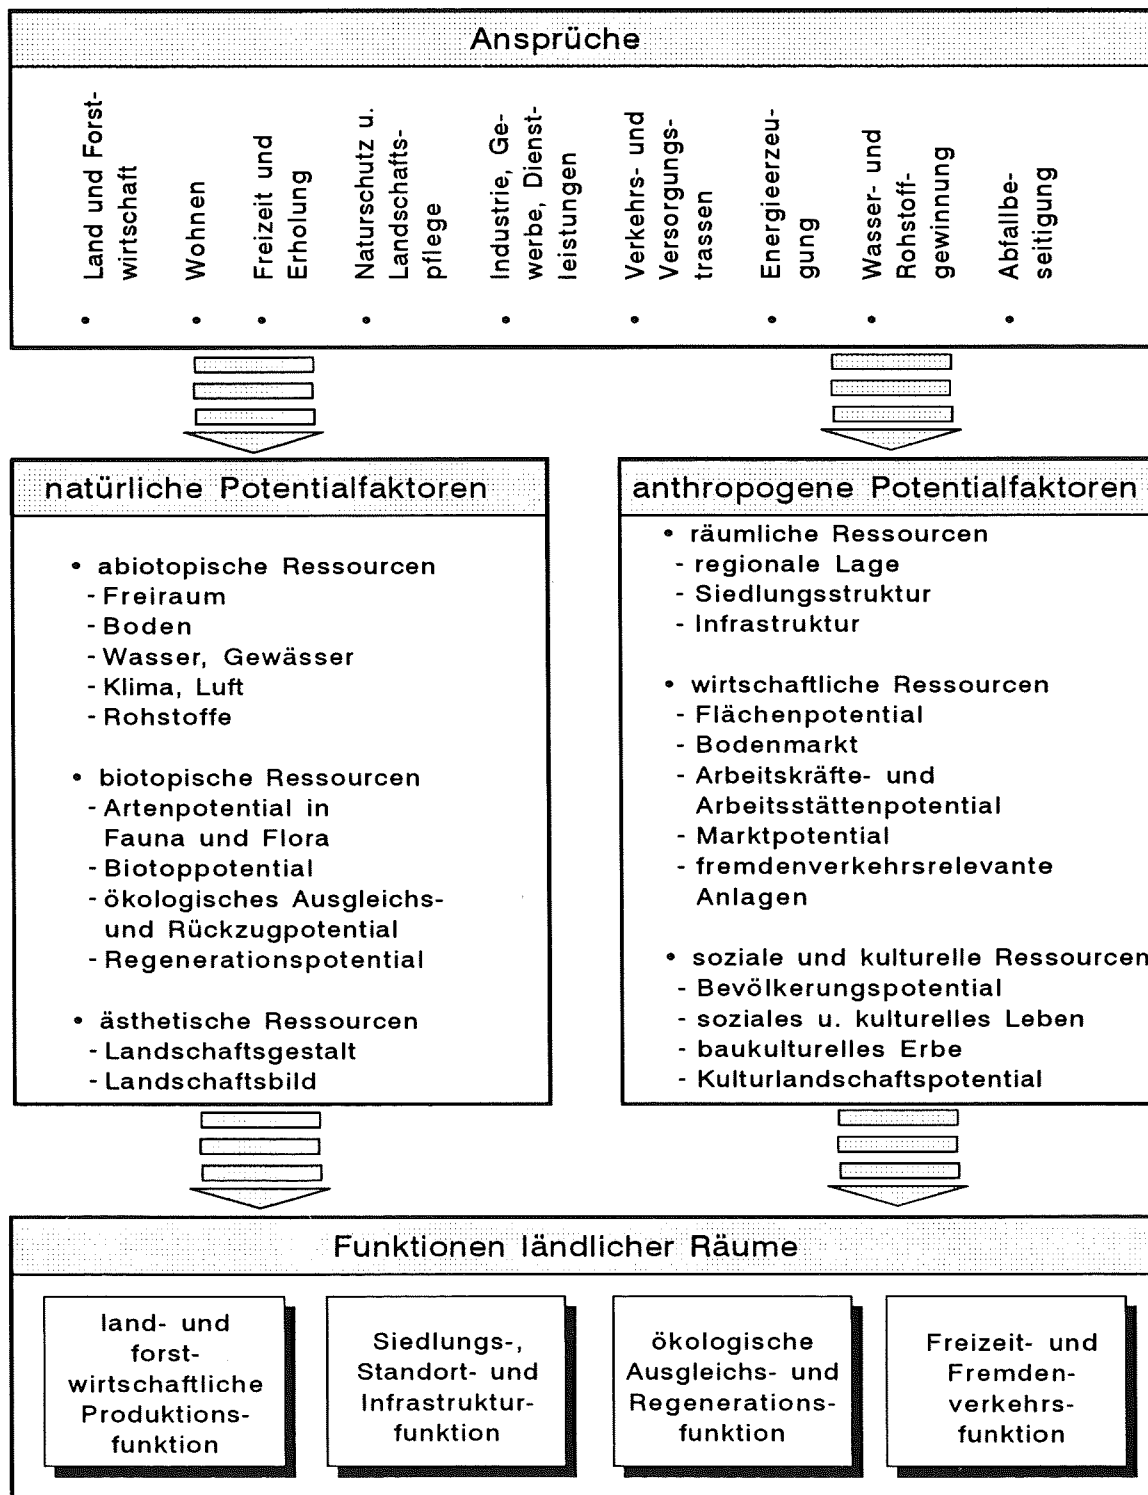 Ansprüche
• Land und Forst-
wirtschaft
• Wohnen
• Freizeit und
Erholung
• Naturschutz u.
Landschafts-
pflege
• Industrie, Ge-
werbe, Dienst-
leistungen
• Verkehrs- und
Versorgungs-
trassen
• Energieerzeu-
gung
• Wasser- und
Rohstoff-
gewinnung
• Abfallbe-
seitigung
natürliche Potentialfaktoren
• abiotopische Ressourcen
- Freiraum
- Boden
- Wasser, Gewässer
- Klima, Luft
- Rohstoffe
• biotopische Ressourcen
- Artenpotential in
Fauna und Flora
- Biotoppotential
- ökologisches Ausgleichs-
und Rückzugpotential
- Regenerationspotential
• ästhetische Ressourcen
- Landschaftsgestalt
- Landschaftsbild
anthropogene Potentialfaktoren
• räumliche Ressourcen
- regionale Lage
- Siedlungsstruktur
- Infrastruktur
• wirtschaftliche Ressourcen
- Flächenpotential
- Bodenmarkt
- Arbeitskräfte- und
Arbeitsstättenpotential
- Marktpotential
- fremdenverkehrsrelevante
Anlagen
• soziale und kulturelle Ressourcen
- Bevölkerungspotential
- soziales u. kulturelles Leben
- baukulturelles Erbe
- Kulturlandschaftspotential
Funktionen ländlicher Räume
land- und
forst-
wirtschaftliche
Produktions-
funktion
Siedlungs-,
Standort- und
Infrastruktur-
funktion
ökologische
Ausgleichs- und
Regenerations-
funktion
Freizeit- und
Fremden-
verkehrs-
funktion